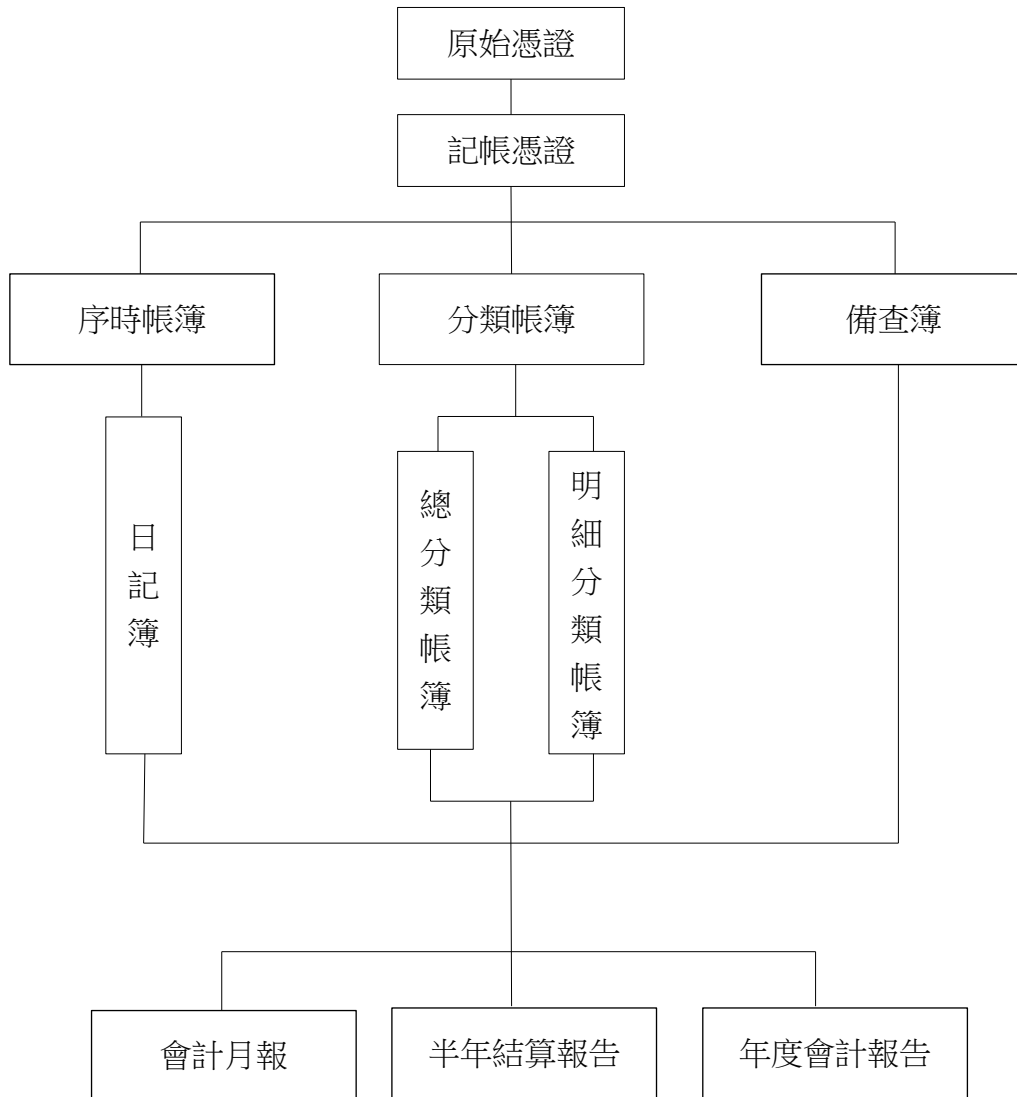 原始憑證
記帳憑證
序時帳簿
分類帳簿
備查簿
日記簿
總分類帳簿
明細分類帳簿
會計月報
半年結算報告
年度會計報告